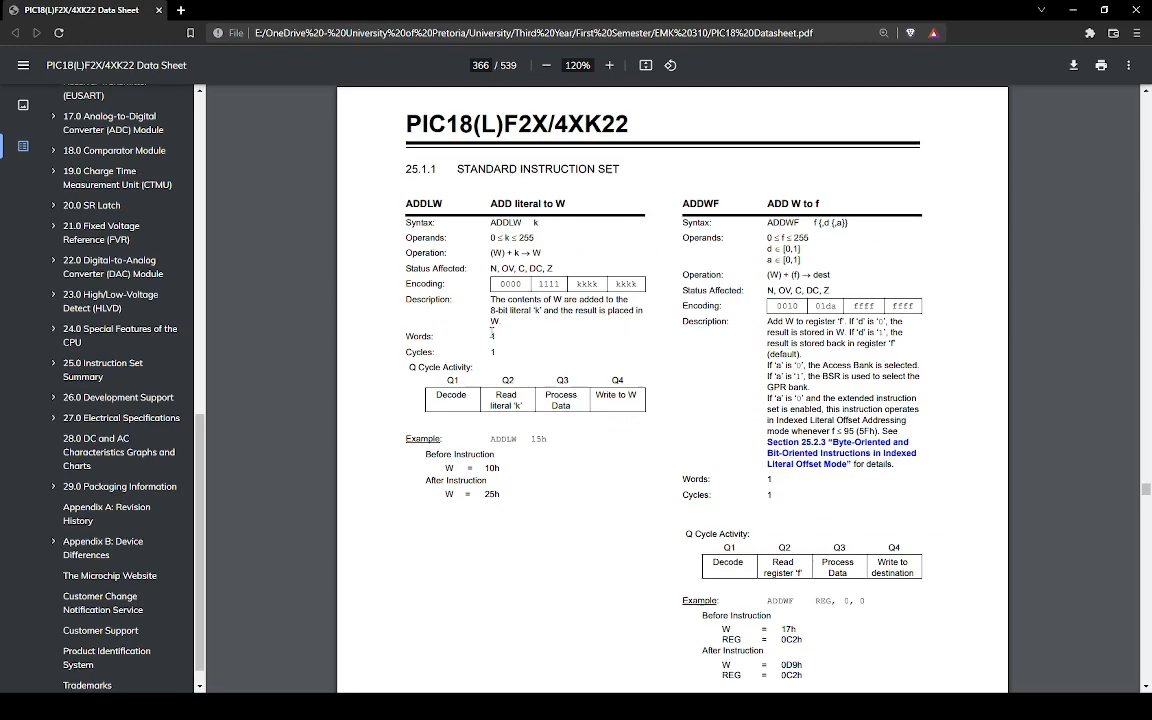 PIC18(L)F2X/4XK22 Data Sheet
File
E:/OneDrive%20-%20University%20of%20Pretoria/University/Third%20Year/First%20Semester/EMK%20310/PIC18%20Datasheet.pdf
PIC18(L)F2X/4XK22 Data Sheet
366 / 539
120%
(EUSART)
17.0 Analog-to-Digital
Converter (ADC) Module
18.0 Comparator Module
19.0 Charge Time
Measurement Unit (CTMU)
20.0 SR Latch
21.0 Fixed Voltage
Reference (FVR)
22.0 Digital-to-Analog
Converter (DAC) Module
23.0 High/Low-Voltage
Detect (HLVD)
24.0 Special Features of the
CPU
25.0 Instruction Set
Summary
26.0 Development Support
27.0 Electrical Specifications
28.0 DC and AC
Characteristics Graphs and
Charts
29.0 Packaging Information
Appendix A: Revision
History
Appendix B: Device
Differences
The Microchip Website
Customer Change
Notification Service
Customer Support
Product Identification
System
Trademarks
PIC18(L)F2X/4XK22
25.1.1 STANDARD INSTRUCTION SET
ADDLW ADD literal to W
Syntax: ADDLW k
Operands: 0 ≤ k ≤ 255
Operation: (W) + k → W
Status Affected: N, OV, C, DC, Z
Encoding: 0000 1111 kkkk kkkk
Description: The contents of W are added to the
8-bit literal 'k' and the result is placed in
W.
Words: 1
Cycles: 1
Q Cycle Activity:
Q1 Q2 Q3 Q4
Decode Read Process Write to W
literal 'k' Data
Example: ADDLW 15h
Before Instruction
W = 10h
After Instruction
W = 25h
ADDWF ADD W to f
Syntax: ADDWF f {,d {,a}}
Operands: 0 ≤ f ≤ 255
d ∈ [0,1]
a ∈ [0,1]
Operation: (W) + (f) → dest
Status Affected: N, OV, C, DC, Z
Encoding: 0010 01da ffff ffff
Description: Add W to register 'f'. If 'd' is '0', the
result is stored in W. If 'd' is '1', the
result is stored back in register 'f'
(default).
If 'a' is '0', the Access Bank is selected.
If 'a' is '1', the BSR is used to select the
GPR bank.
If 'a' is '0' and the extended instruction
set is enabled, this instruction operates
in Indexed Literal Offset Addressing
mode whenever f ≤ 95 (5Fh). See
Section 25.2.3 "Byte-Oriented and
Bit-Oriented Instructions in Indexed
Literal Offset Mode" for details.
Words: 1
Cycles: 1
Q Cycle Activity:
Q1 Q2 Q3 Q4
Decode Read Process Write to
register 'f' Data destination
Example: ADDWF REG, 0, 0
Before Instruction
W = 17h
REG = 0C2h
After Instruction
W = 0D9h
REG = 0C2h